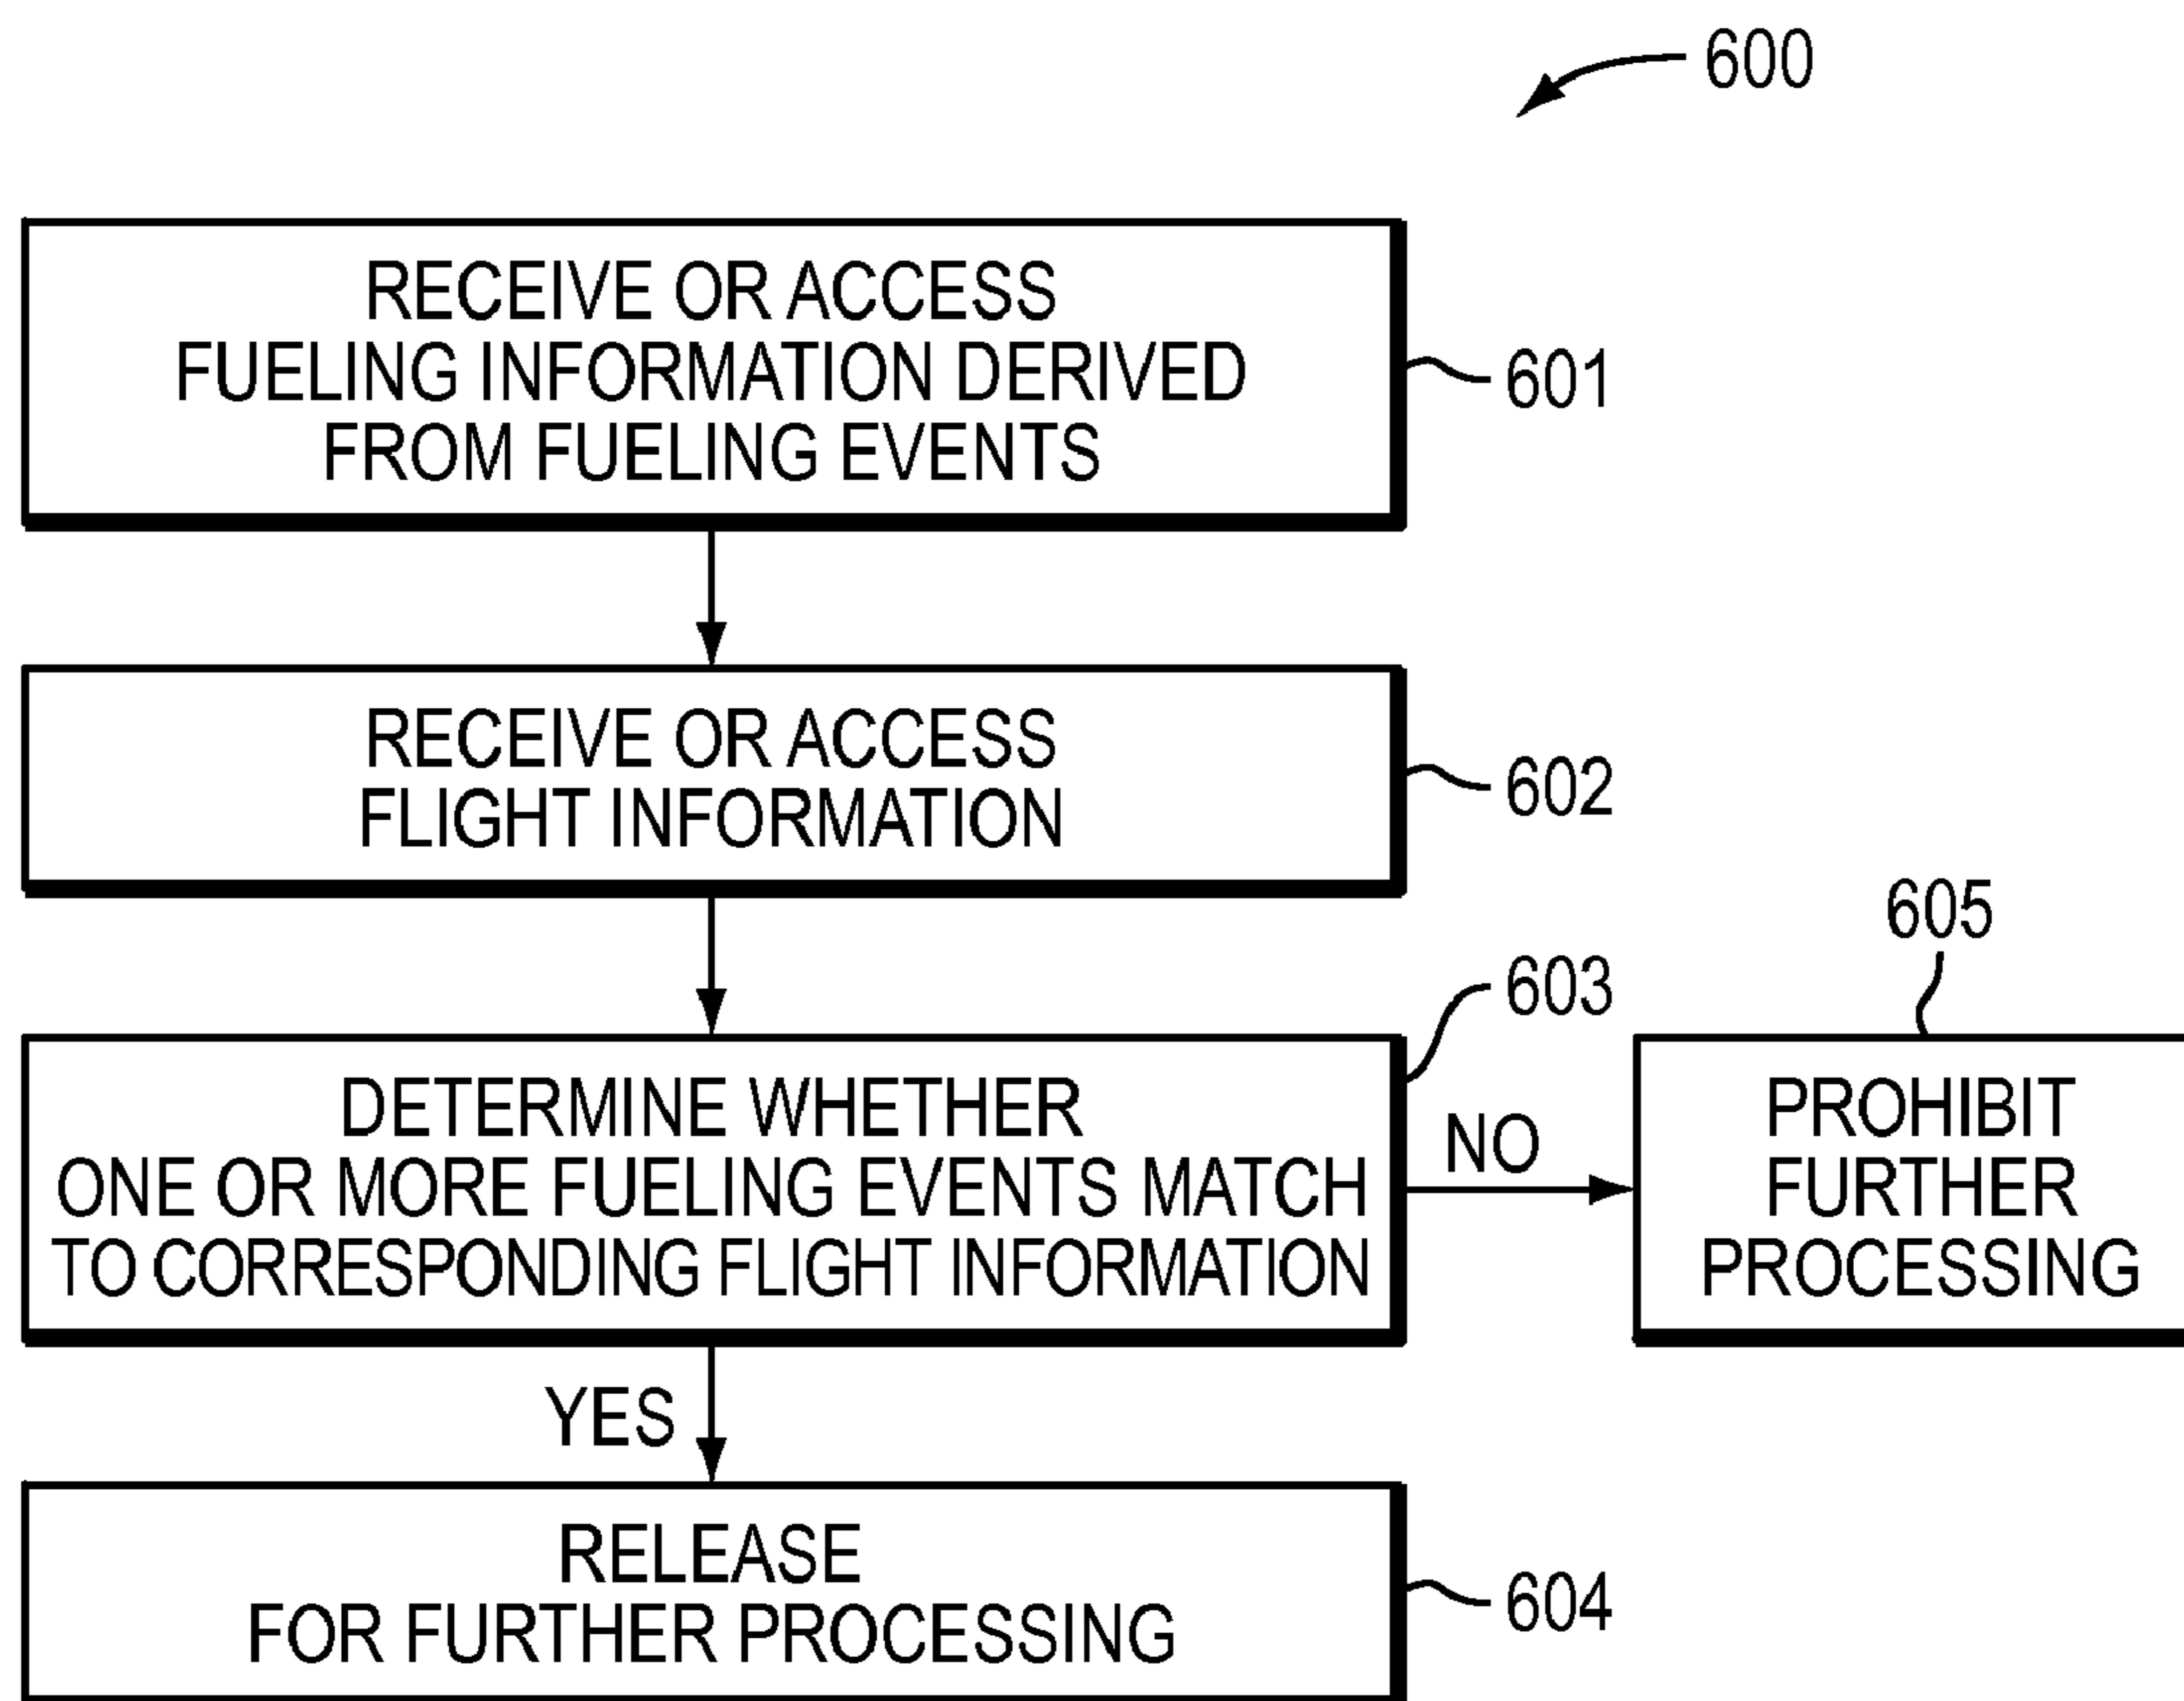 600
RECEIVE OR ACCESS
FUELING INFORMATION DERIVED
FROM FUELING EVENTS
601
RECEIVE OR ACCESS
FLIGHT INFORMATION
602
605
603
DETERMINE WHETHER
ONE OR MORE FUELING EVENTS MATCH
TO CORRESPONDING FLIGHT INFORMATION
NO
PROHIBIT
FURTHER
PROCESSING
YES
RELEASE
FOR FURTHER PROCESSING
604